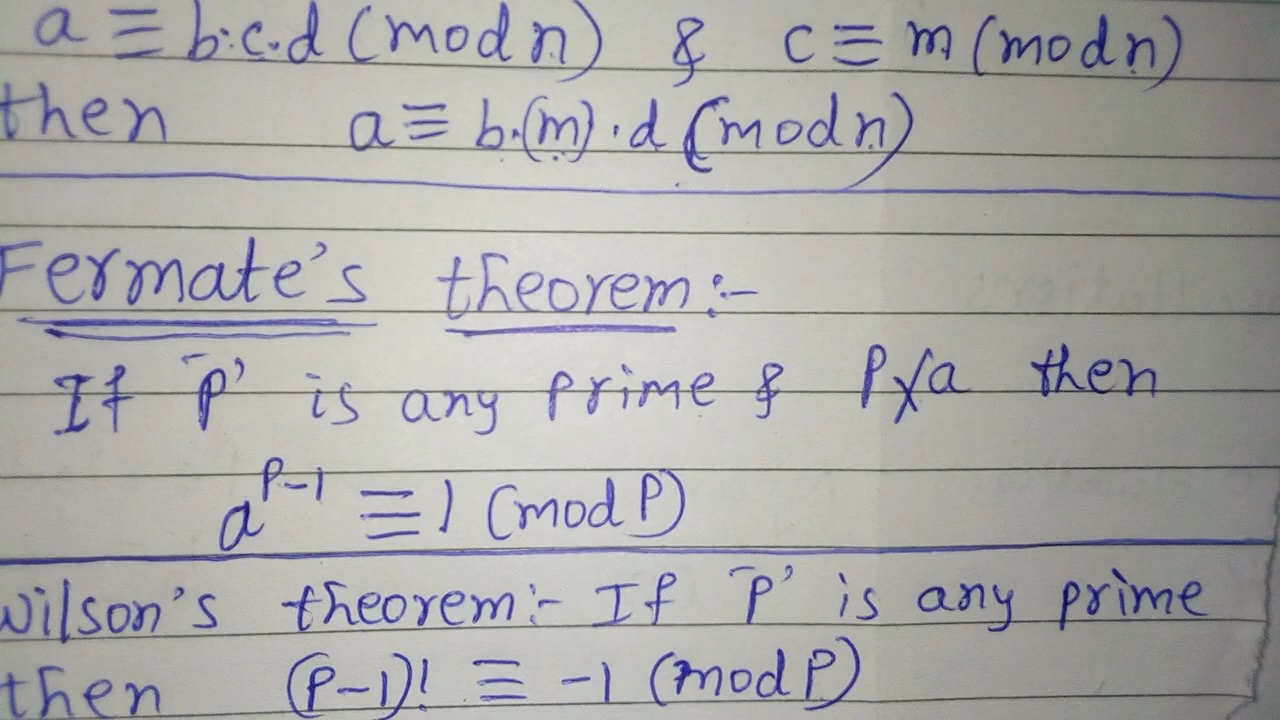 a ≡ b.c.d (mod n) & c ≡ m (mod n)
then a ≡ b.(m).d (mod n)
Fermate's theorem:-
If 'p' is any prime & p∤a then
a^{p-1} ≡ 1 (mod p)
Wilson's theorem:- If 'p' is any prime
then (p-1)! ≡ -1 (mod p)